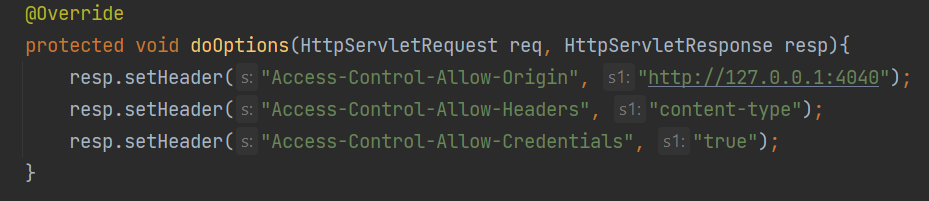 @Override
protected void doOptions(HttpServletRequest req, HttpServletResponse resp){
resp.setHeader( s: "Access-Control-Allow-Origin", s1: "http://127.0.0.1:4040");
resp.setHeader( s: "Access-Control-Allow-Headers", s1: "content-type");
resp.setHeader( s: "Access-Control-Allow-Credentials", s1: "true");
}